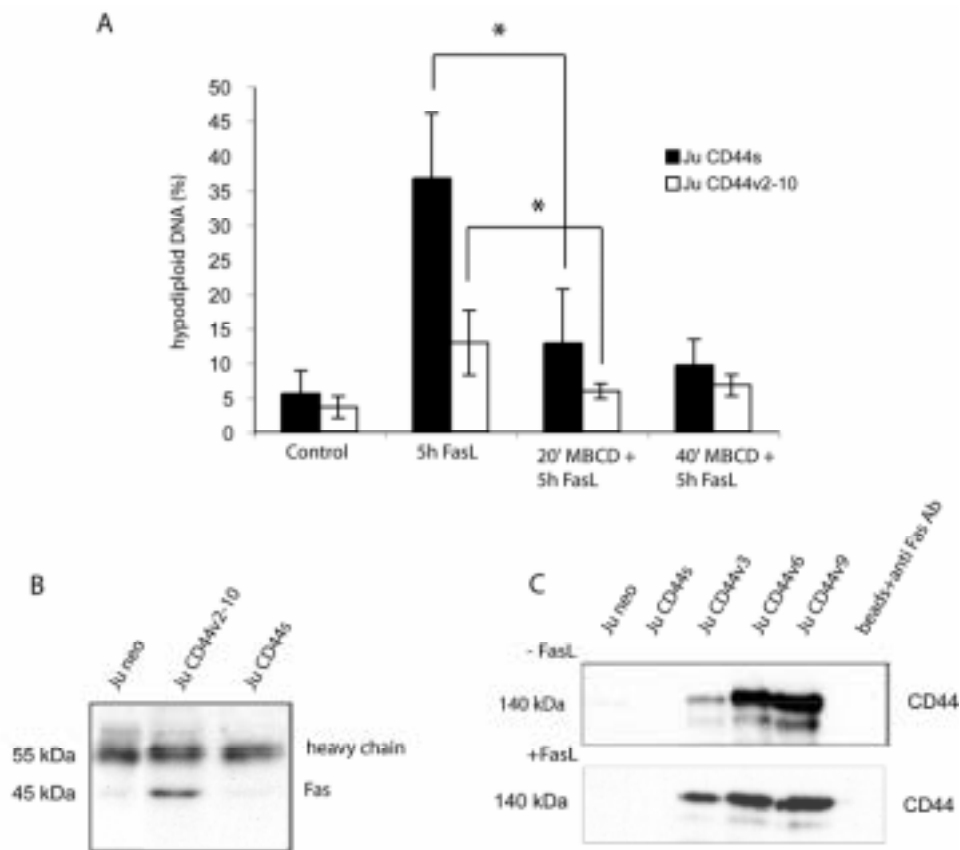 A
*
*
50
45
40
35
30
25
20
15
10
5
0
hypodiploid DNA (%)
Ju CD44s
Ju CD44v2-10
Control
5h FasL
20' MBCD +
5h FasL
40' MBCD +
5h FasL
B
Ju neo
Ju CD44v2-10
Ju CD44s
55 kDa
heavy chain
45 kDa
Fas
C
Ju neo
Ju CD44s
Ju CD44v3
Ju CD44v6
Ju CD44v9
beads+anti Fas Ab
- FasL
140 kDa
CD44
+FasL
140 kDa
CD44